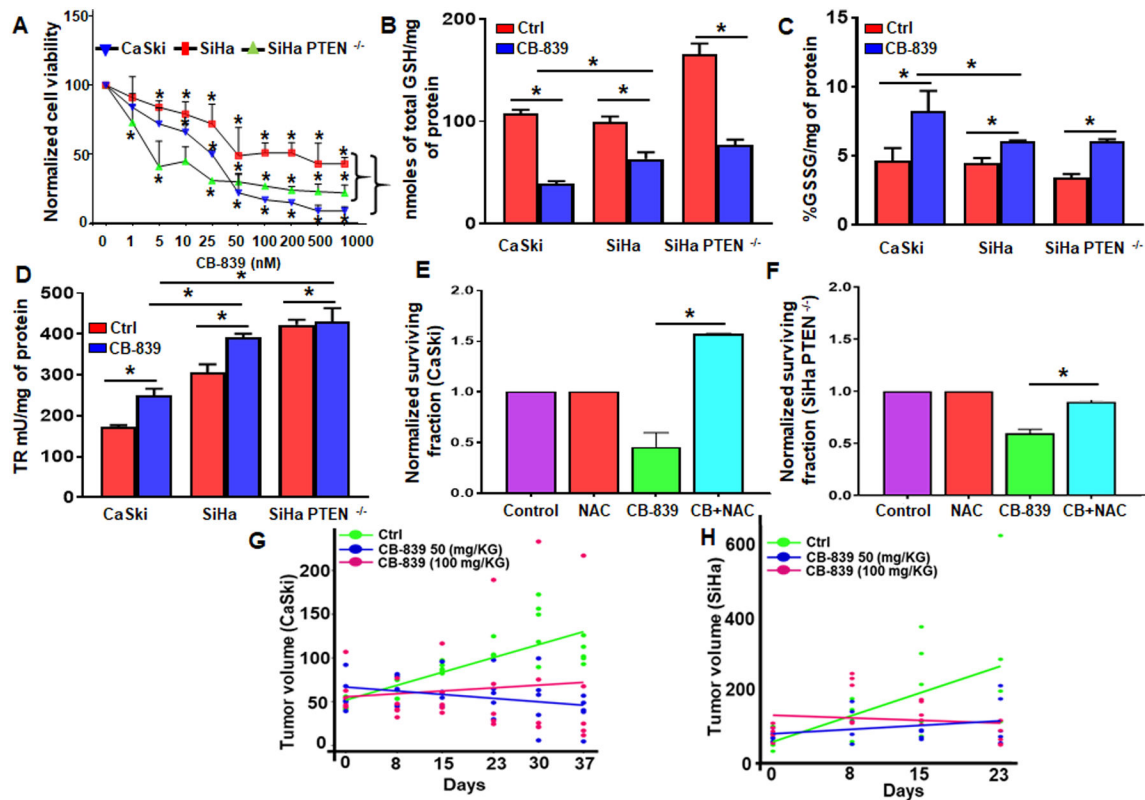 A
Normalized cell viability
150
100
50
0
CaSki SiHa SiHa PTEN -/-
* * * * * * * * *
* * * * * * * * *
* * * * * *
0 1 5 10 25 50 100 200 500 1000
CB-839 (nM)
B
nmoles of total GSH/mg of protein
200
100
0
Ctrl
CB-839
* * * *
CaSki SiHa SiHa PTEN -/-
C
%GSSG/mg of protein
15
10
5
0
Ctrl
CB-839
* * * *
CaSki SiHa SiHa PTEN -/-
D
TR mU/mg of protein
500
400
300
200
100
0
Ctrl
CB-839
* * * * *
CaSki SiHa SiHa PTEN -/-
E
Normalized surviving fraction (CaSki)
2.0
1.5
1.0
0.5
0.0
*
Control NAC CB-839 CB+NAC
F
Normalized surviving fraction (SiHa PTEN -/-)
2.0
1.5
1.0
0.5
0.0
*
Control NAC CB-839 CB+NAC
G
Tumor volume (CaSki)
200
150
100
50
0
Ctrl
CB-839 50 (mg/KG)
CB-839 (100 mg/KG)
0 8 15 23 30 37
Days
H
Tumor volume (SiHa)
600
400
200
0
Ctrl
CB-839 50 (mg/KG)
CB-839 (100 mg/KG)
0 8 15 23
Days